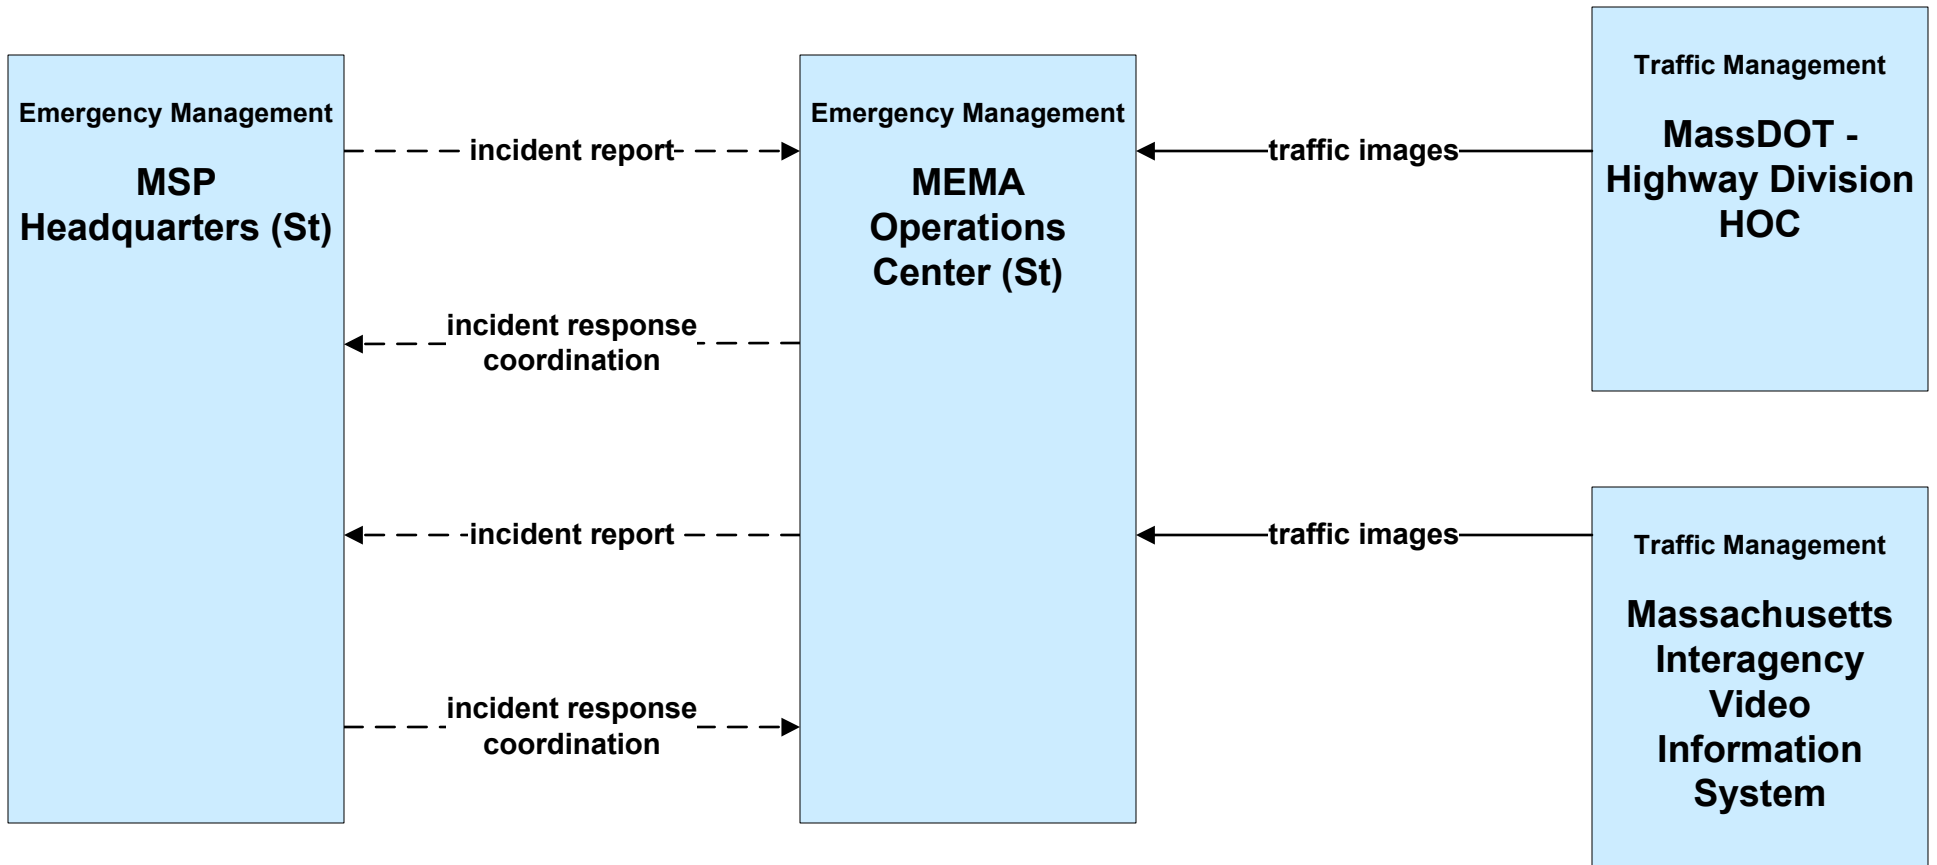 Emergency Management
MSP
Headquarters (St)
incident report
incident response
coordination
incident report
incident response
coordination
Emergency Management
MEMA
Operations
Center (St)
traffic images
traffic images
Traffic Management
MassDOT -
Highway Division
HOC
Traffic Management
Massachusetts
Interagency
Video
Information
System